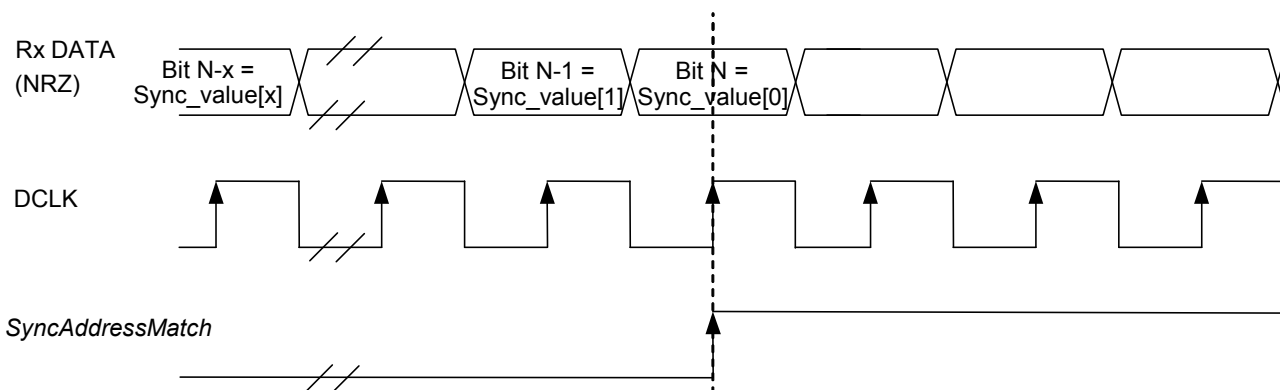 Rx DATA
(NRZ)
Bit N-x =
Sync_value[x]
Bit N-1 =
Sync_value[1]
Bit N =
Sync_value[0]
DCLK
SyncAddressMatch